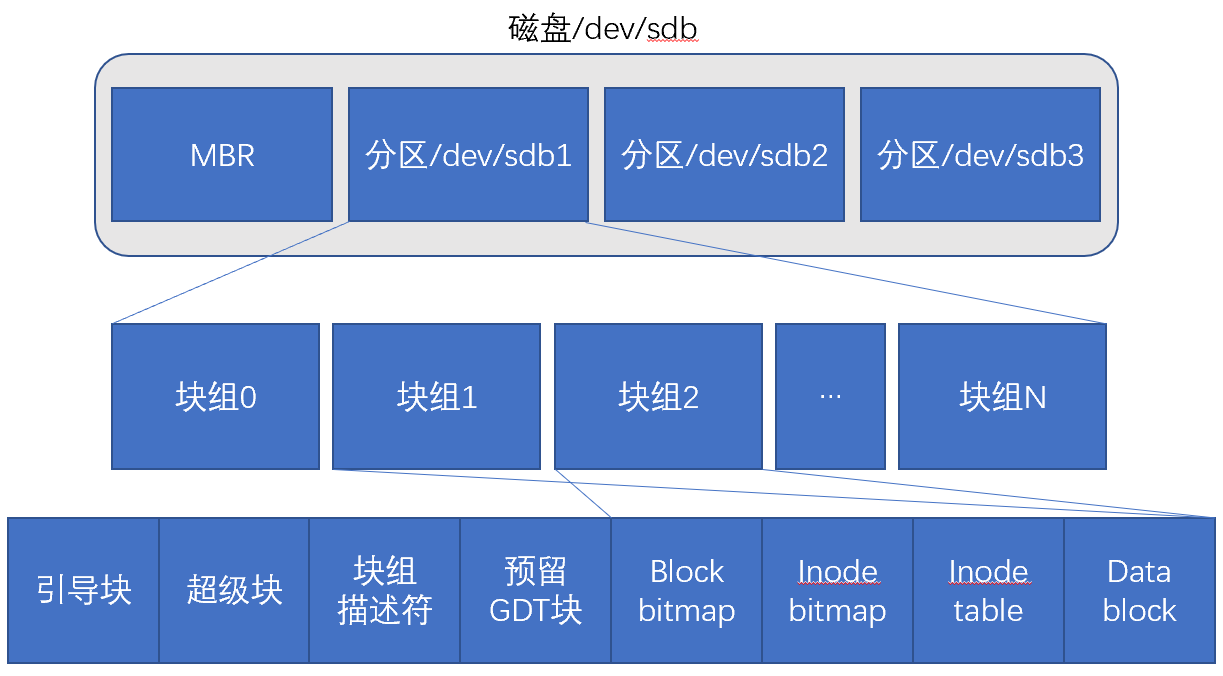 磁盘/dev/sdb
MBR
分区/dev/sdb1
分区/dev/sdb2
分区/dev/sdb3
块组0
块组1
块组2
...
块组N
引导块
超级块
块组
描述符
预留
GDT块
Block
bitmap
Inode
bitmap
Inode
table
Data
block